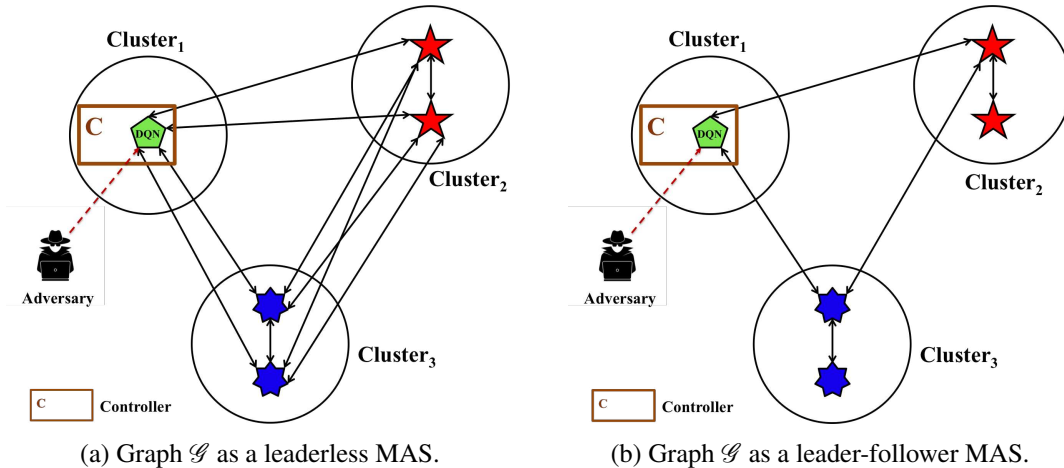 Cluster₁
C
DQN
Cluster₂
Adversary
Cluster₃
C
Controller
(a) Graph 𝒢 as a leaderless MAS.
Cluster₁
C
DQN
Cluster₂
Adversary
Cluster₃
C
Controller
(b) Graph 𝒢 as a leader-follower MAS.